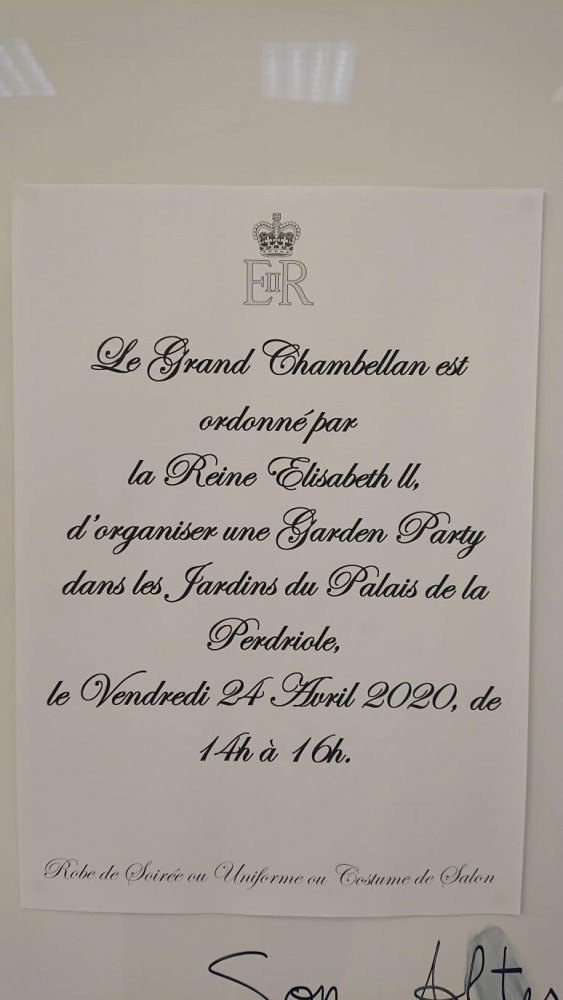 EIIR
Le Grand Chambellan est
ordonné par
la Reine Elisabeth II,
d'organiser une Garden Party
dans les Jardins du Palais de la
Perdriole,
le Vendredi 24 Avril 2020, de
14h à 16h.
Robe de Soirée ou Uniforme ou Costume de Salon
Son